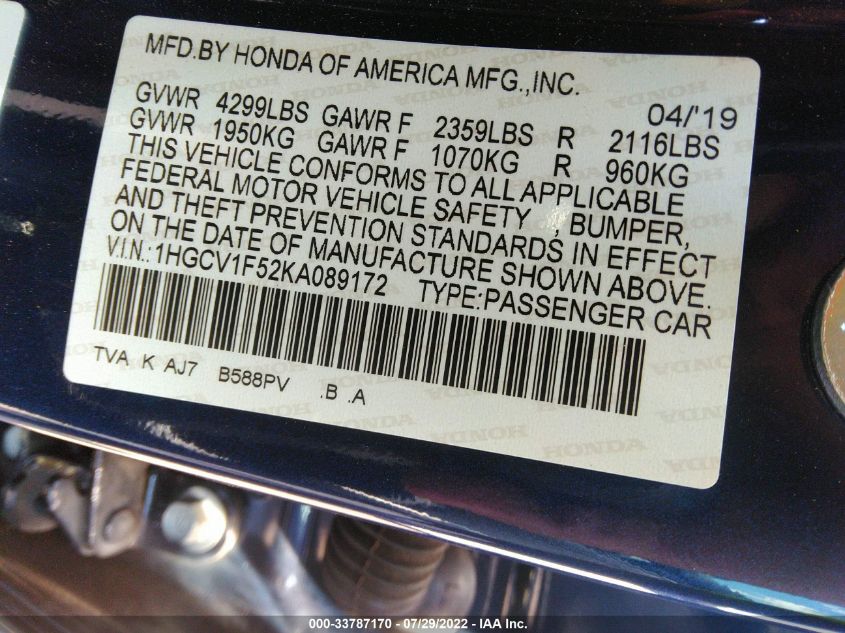 MFD.BY HONDA OF AMERICA MFG.,INC.
04/'19
GVWR 4299LBS GAWR F 2359LBS R 2116LBS
GVWR 1950KG GAWR F 1070KG R 960KG
THIS VEHICLE CONFORMS TO ALL APPLICABLE
FEDERAL MOTOR VEHICLE SAFETY , BUMPER,
AND THEFT PREVENTION STANDARDS IN EFFECT
ON THE DATE OF MANUFACTURE SHOWN ABOVE.
V.I.N.: 1HGCV1F52KA089172 TYPE:PASSENGER CAR
TVA K AJ7 B588PV .B .A
000-33787170 - 07/29/2022 - © IAA Inc.